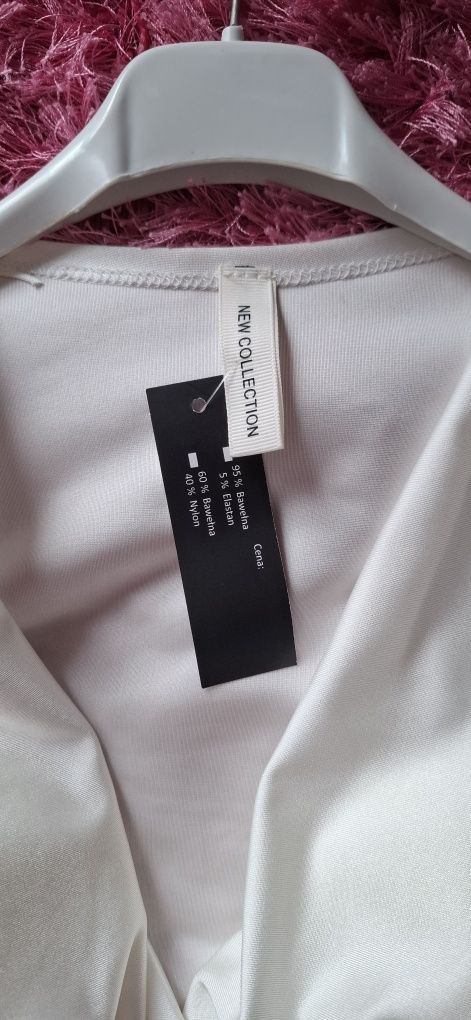 NEW COLLECTION
Cena:
95 % Bawełna
5 % Elastan
60 % Bawełna
40 % Nylon